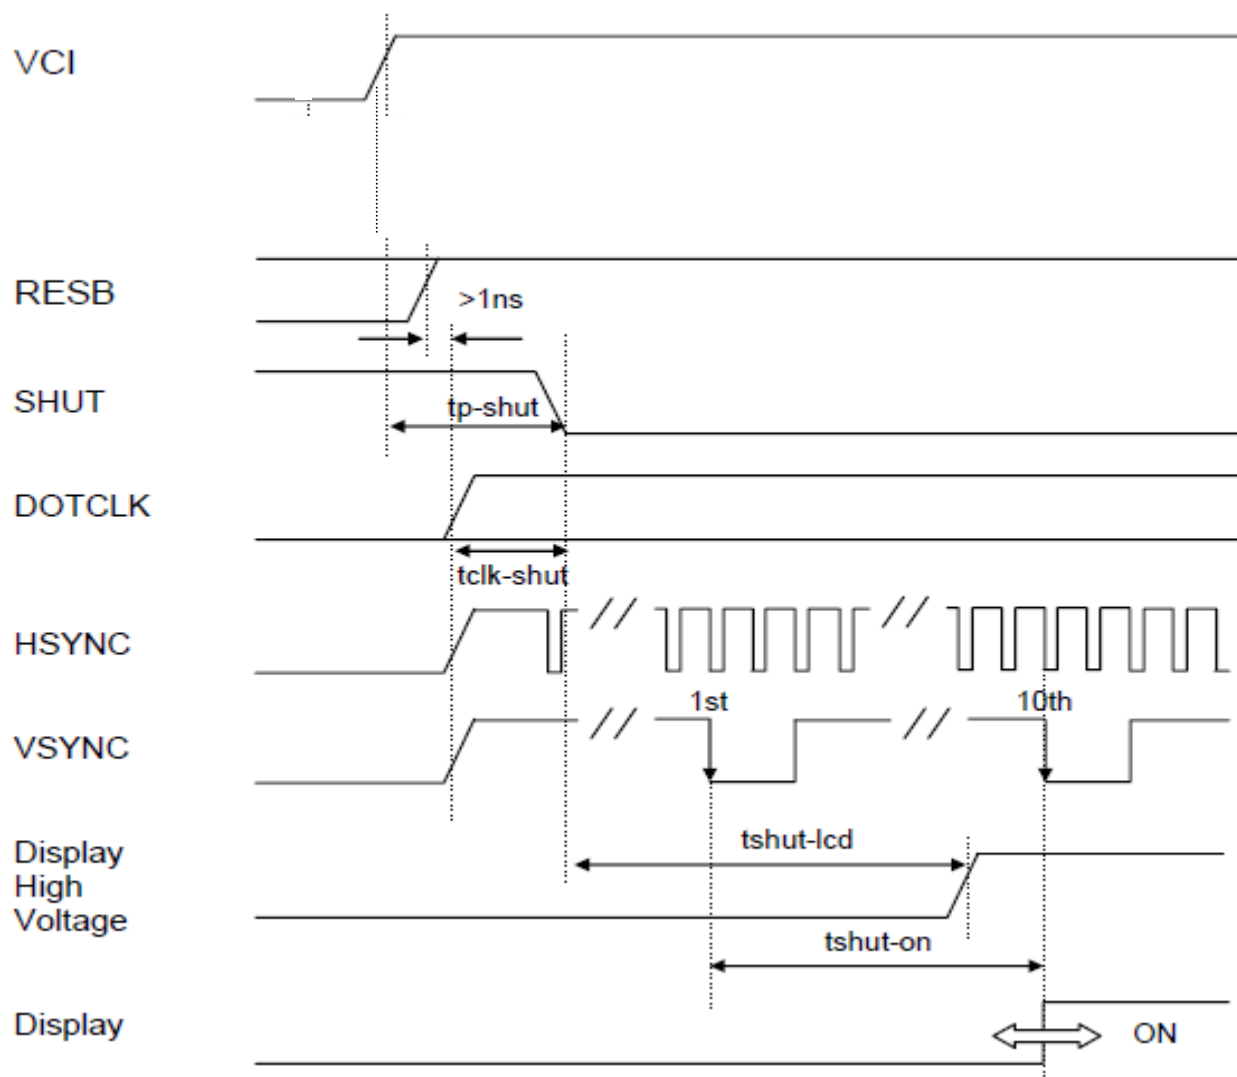 VCI
RESB
>1ns
SHUT
tp-shut
DOTCLK
tclk-shut
HSYNC
1st
10th
VSYNC
tshut-lcd
Display
High
Voltage
tshut-on
Display
ON